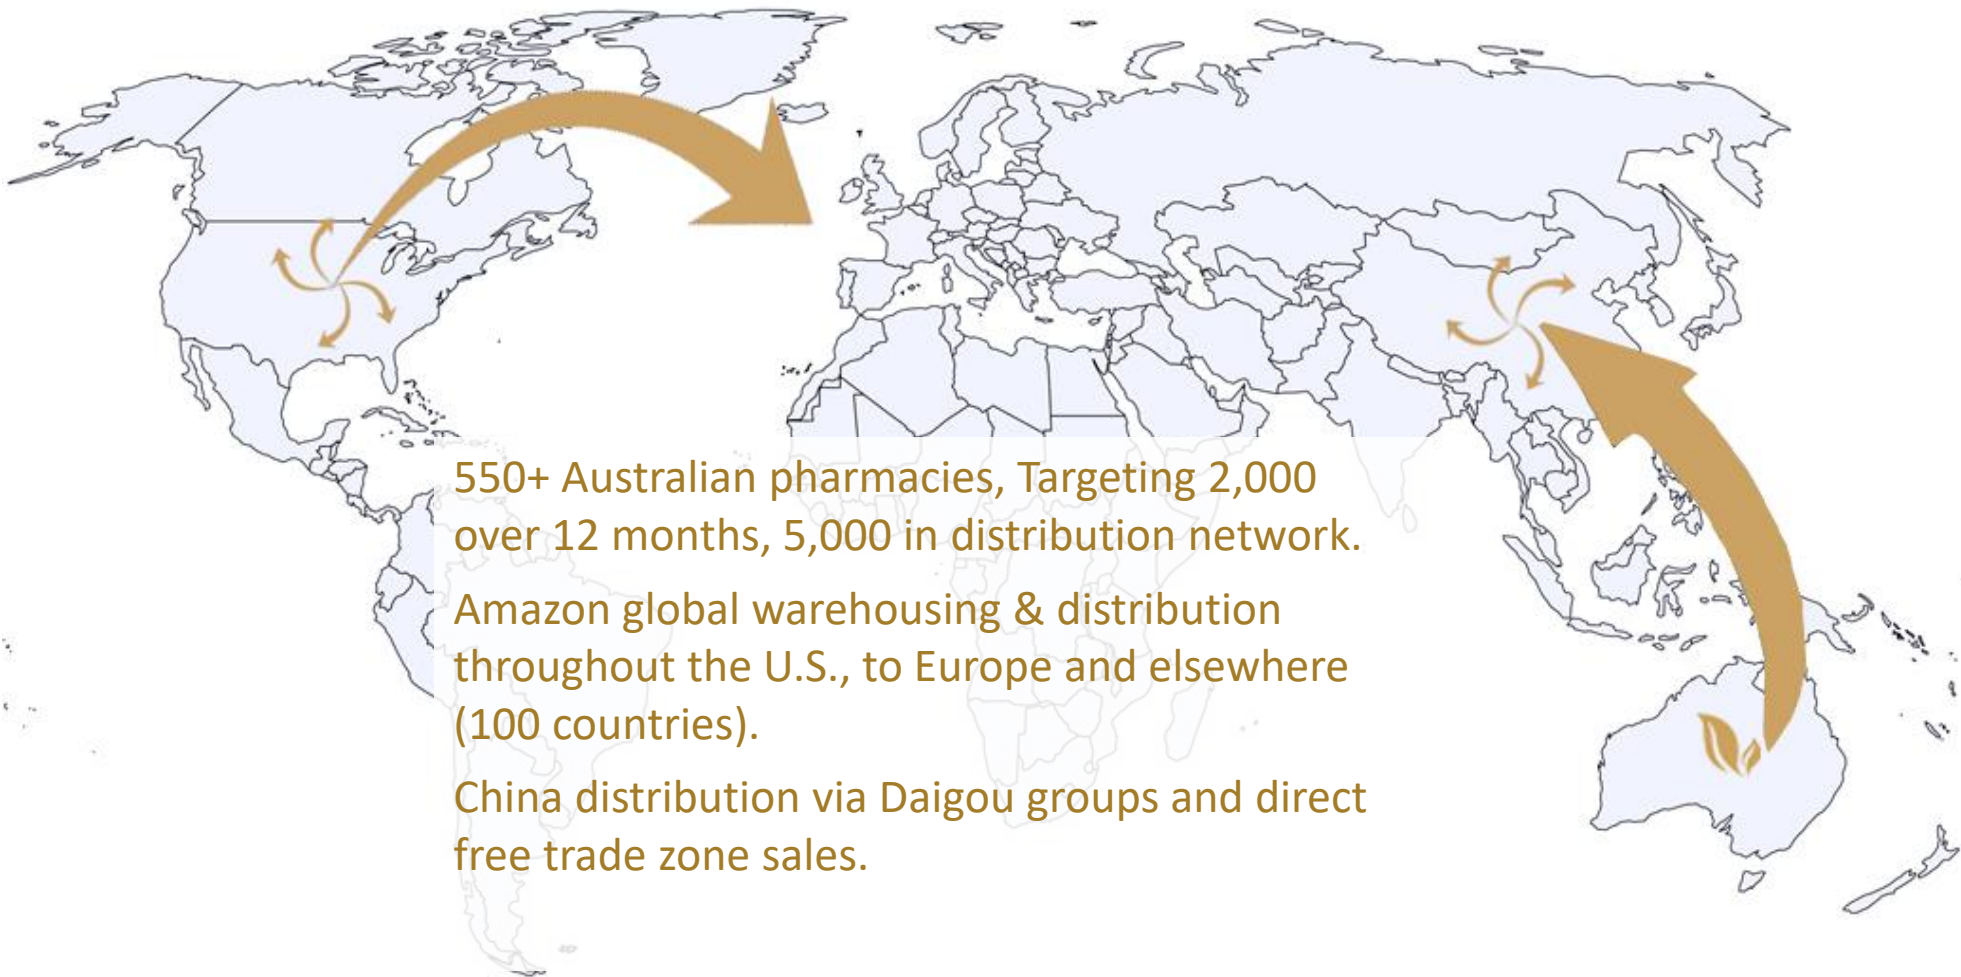 550+ Australian pharmacies, Targeting 2,000
over 12 months, 5,000 in distribution network.
Amazon global warehousing & distribution
throughout the U.S., to Europe and elsewhere
(100 countries).
China distribution via Daigou groups and direct
free trade zone sales.